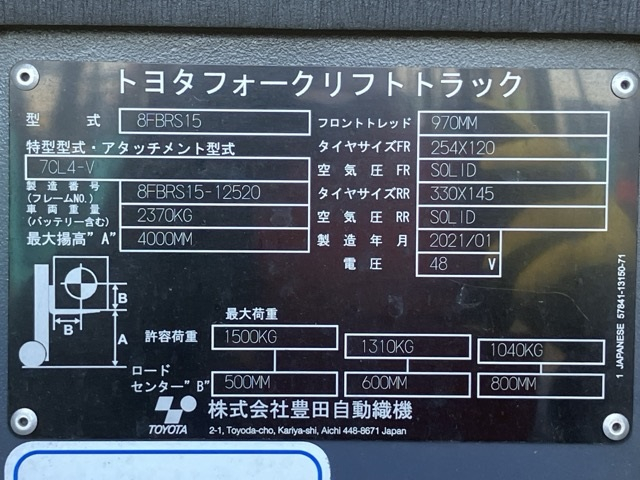 トヨタフォークリフトトラック
型 式 8FBRS15
特型型式・アタッチメント型式
7CL4-V
製造番号 (フレームNO.) 8FBRS15-12520
車両重量 (バッテリー含む) 2370KG
最大揚高"A" 4000MM
フロントトレッド 970MM
タイヤサイズFR 254X120
空気圧 FR SOLID
タイヤサイズRR 330X145
空気圧 RR SOLID
製造年月 2021/01
電圧 48 V
B
B
A
最大荷重
許容荷重 1500KG 1310KG 1040KG
ロード
センター"B" 500MM 600MM 800MM
TOYOTA
株式会社豊田自動織機
2-1, Toyoda-cho, Kariya-shi, Aichi 448-8671 Japan
1 JAPANESE 57841-13150-71